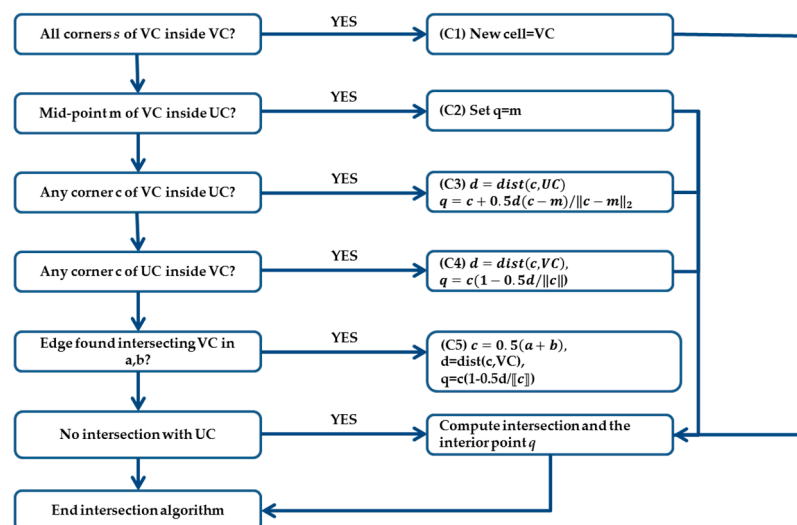 All corners s of VC inside VC?
YES
(C1) New cell=VC
Mid-point m of VC inside UC?
YES
(C2) Set q=m
Any corner c of VC inside UC?
YES
(C3) d = dist(c,UC)
q = c + 0.5d(c − m)/‖c − m‖₂
Any corner c of UC inside VC?
YES
(C4) d = dist(c,VC),
q = c(1 − 0.5d/‖c‖)
Edge found intersecting VC in
a,b?
YES
(C5) c = 0.5(a + b),
d=dist(c,VC),
q=c(1-0.5d/⟦c⟧)
No intersection with UC
YES
Compute intersection and the
interior point q
End intersection algorithm